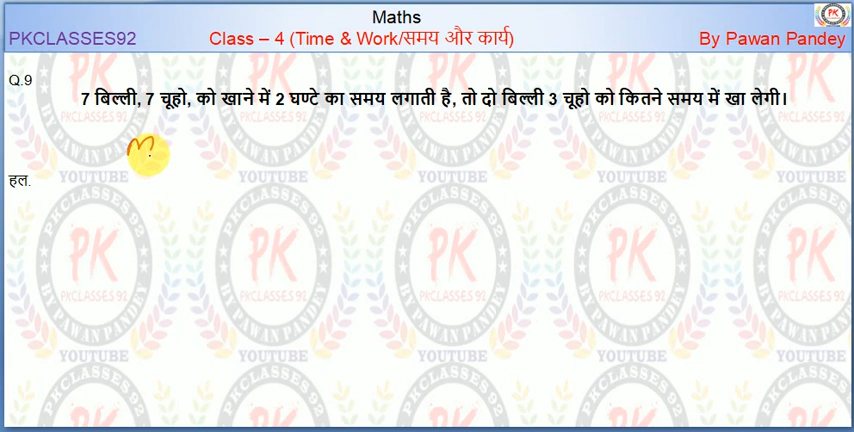 Maths
PKCLASSES92 Class – 4 (Time & Work/समय और कार्य) By Pawan Pandey
Q.9
7 बिल्ली, 7 चूहो, को खाने में 2 घण्टे का समय लगाती है, तो दो बिल्ली 3 चूहो को कितने समय में खा लेगी।
हल.